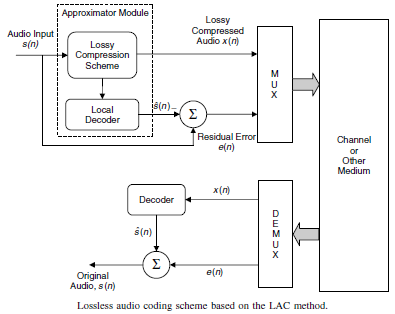 Approximator Module
Audio Input
s(n)
Lossy
Compression
Scheme
Lossy
Compressed
Audio x(n)
Local
Decoder
ŝ(n)
–
Σ
Residual Error
e(n)
M
U
X
Channel
or
Other
Medium
Decoder
x(n)
D
E
M
U
X
ŝ(n)
Σ
e(n)
Original
Audio, s(n)
Lossless audio coding scheme based on the LAC method.